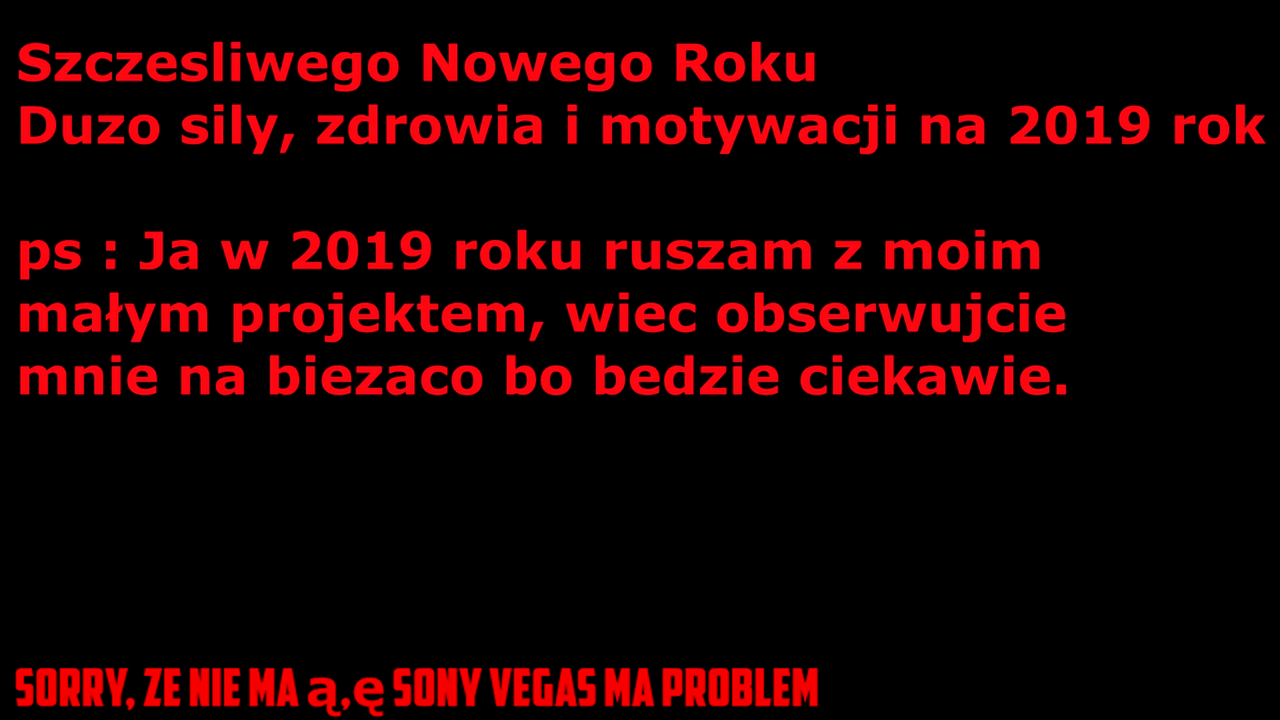 Szczesliwego Nowego Roku
Duzo sily, zdrowia i motywacji na 2019 rok
ps : Ja w 2019 roku ruszam z moim
małym projektem, wiec obserwujcie
mnie na biezaco bo bedzie ciekawie.
SORRY, ZE NIE MA ą,ę SONY VEGAS MA PROBLEM